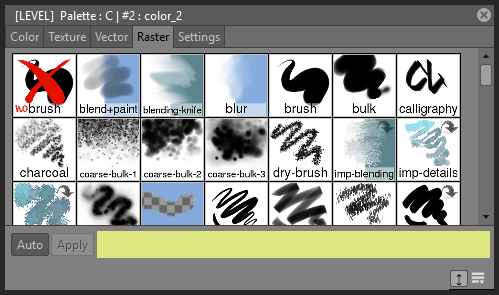 [LEVEL] Palette : C | #2 : color_2
Color Texture Vector Raster Settings
nobrush blend+paint blending-knife blur brush bulk calligraphy
charcoal coarse-bulk-1 coarse-bulk-2 coarse-bulk-3 dry-brush imp-blending imp-details
Auto Apply